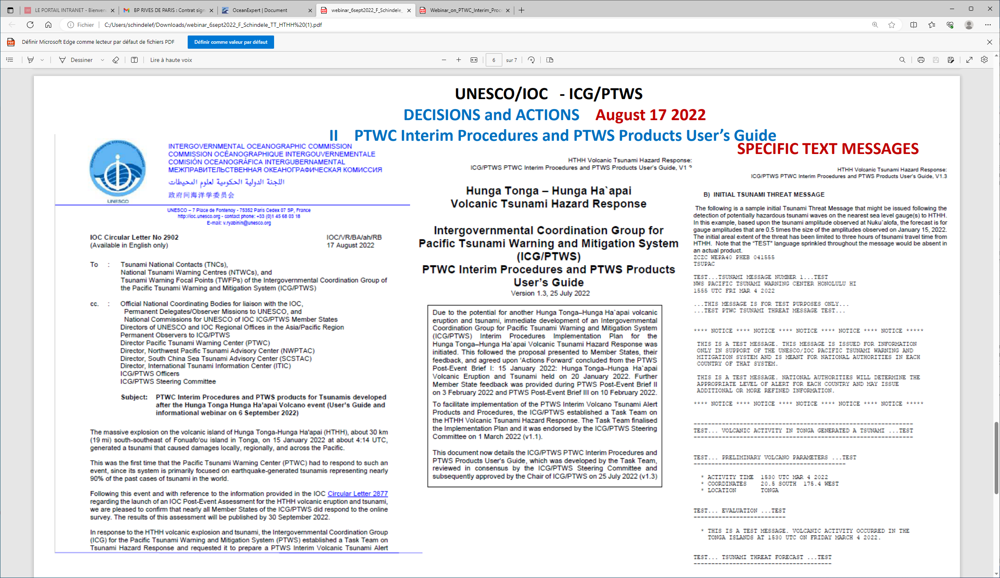 LE PORTAIL INTRANET - Bienven
BP RIVES DE PARIS : Contrat sign
OceanExpert | Document
webinar_6sept2022_F_Schindele_
Webinar_on_PTWC_Interim_Proce
Fichier
C:/Users/schindelef/Downloads/webinar_6sept2022_F_Schindele_TT_HTHH%20(1).pdf
Définir Microsoft Edge comme lecteur par défaut de fichiers PDF
Définir comme valeur par défaut
Dessiner
Lire à haute voix
6
sur 7
UNESCO/IOC - ICG/PTWS
DECISIONS and ACTIONS August 17 2022
II PTWC Interim Procedures and PTWS Products User's Guide
SPECIFIC TEXT MESSAGES
UNESCO
INTERGOVERNMENTAL OCEANOGRAPHIC COMMISSION
COMMISSION OCÉANOGRAPHIQUE INTERGOUVERNEMENTALE
COMISIÓN OCEANOGRÁFICA INTERGUBERNAMENTAL
МЕЖПРАВИТЕЛЬСТВЕННАЯ ОКЕАНОГРАФИЧЕСКАЯ КОМИССИЯ
اللجنة الدولية الحكومية لعلوم المحيطات
政府间海洋学委员会
UNESCO – 7 Place de Fontenoy - 75352 Paris Cedex 07 SP, France
http://ioc.unesco.org - contact phone: +33 (0)1 45 68 03 18
E-mail: v.ryabinin@unesco.org
IOC Circular Letter No 2902
(Available in English only)
IOC/VR/BA/ah/RB
17 August 2022
To : Tsunami National Contacts (TNCs),
National Tsunami Warning Centres (NTWCs), and
Tsunami Warning Focal Points (TWFPs) of the Intergovernmental Coordination Group of
the Pacific Tsunami Warning and Mitigation System (ICG/PTWS)
cc. : Official National Coordinating Bodies for liaison with the IOC,
Permanent Delegates/Observer Missions to UNESCO, and
National Commissions for UNESCO of IOC ICG/PTWS Member States
Directors of UNESCO and IOC Regional Offices in the Asia/Pacific Region
Permanent Observers to ICG/PTWS
Director Pacific Tsunami Warning Center (PTWC)
Director, Northwest Pacific Tsunami Advisory Center (NWPTAC)
Director, South China Sea Tsunami Advisory Center (SCSTAC)
Director, International Tsunami Information Center (ITIC)
ICG/PTWS Officers
ICG/PTWS Steering Committee
Subject: PTWC Interim Procedures and PTWS products for Tsunamis developed
after the Hunga Tonga Hunga Ha'apai Volcano event (User's Guide and
informational webinar on 6 September 2022)
The massive explosion on the volcanic island of Hunga Tonga-Hunga Ha'apai (HTHH), about 30 km
(19 mi) south-southeast of Fonuafo'ou island in Tonga, on 15 January 2022 at about 4:14 UTC,
generated a tsunami that caused damages locally, regionally, and across the Pacific.
This was the first time that the Pacific Tsunami Warning Center (PTWC) had to respond to such an
event, since its system is primarily focused on earthquake-generated tsunamis representing nearly
90% of the past cases of tsunami in the world.
Following this event and with reference to the information provided in the IOC Circular Letter 2877
regarding the launch of an IOC Post-Event Assessment for the HTHH volcanic eruption and tsunami,
we are pleased to confirm that nearly all Member States of the ICG/PTWS did respond to the online
survey. The results of this assessment will be published by 30 September 2022.
In response to the HTHH volcanic explosion and tsunami, the Intergovernmental Coordination Group
(ICG) for the Pacific Tsunami Warning and Mitigation System (PTWS) established a Task Team on
Tsunami Hazard Response and requested it to prepare a PTWS Interim Volcanic Tsunami Alert
HTHH Volcanic Tsunami Hazard Response:
ICG/PTWS PTWC Interim Procedures and PTWS Products User's Guide, V1
Hunga Tonga – Hunga Ha`apai
Volcanic Tsunami Hazard Response
Intergovernmental Coordination Group for
Pacific Tsunami Warning and Mitigation System
(ICG/PTWS)
PTWC Interim Procedures and PTWS Products
User's Guide
Version 1.3, 25 July 2022
Due to the potential for another Hunga Tonga–Hunga Ha`apai volcanic
eruption and tsunami, immediate development of an Intergovernmental
Coordination Group for Pacific Tsunami Warning and Mitigation System
(ICG/PTWS) Interim Procedures Implementation Plan for the
Hunga Tonga–Hunga Ha`apai Volcanic Tsunami Hazard Response was
initiated. This followed the proposal presented to Member States, their
feedback, and agreed upon 'Actions Forward' concluded from the PTWS
Post-Event Brief I: 15 January 2022: Hunga Tonga–Hunga Ha`apai
Volcanic Eruption and Tsunami held on 20 January 2022. Further
Member State feedback was provided during PTWS Post-Event Brief II
on 3 February 2022 and PTWS Post-Event Brief III on 10 February 2022.
To facilitate implementation of the PTWS Interim Volcano Tsunami Alert
Products and Procedures, the ICG/PTWS established a Task Team on
the HTHH Volcanic Tsunami Hazard Response. The Task Team finalised
the Implementation Plan and it was endorsed by the ICG/PTWS Steering
Committee on 1 March 2022 (v1.1).
This document now details the ICG/PTWS PTWC Interim Procedures and
PTWS Products User's Guide, which was developed by the Task Team,
reviewed in consensus by the ICG/PTWS Steering Committee and
subsequently approved by the Chair of ICG/PTWS on 25 July 2022 (v1.3)
HTHH Volcanic Tsunami Hazard Response:
ICG/PTWS PTWC Interim Procedures and PTWS Products User's Guide, V1.3
B) INITIAL TSUNAMI THREAT MESSAGE
The following is a sample initial Tsunami Threat Message that might be issued following the
detection of potentially hazardous tsunami waves on the nearest sea level gauge(s) to HTHH.
In this example, based upon the tsunami amplitude observed at Nuku`alofa, the forecast is for
gauge amplitudes that are 0.5 times the size of the amplitudes observed on January 15, 2022.
The initial areal extent of the threat has been limited to three hours of tsunami travel time from
HTHH. Note that the "TEST" language sprinkled throughout the message would be absent in
an actual product.
ZCZC WEPA40 PHEB 041555
TSUPAC
TEST...TSUNAMI MESSAGE NUMBER 1...TEST
NWS PACIFIC TSUNAMI WARNING CENTER HONOLULU HI
1555 UTC FRI MAR 4 2022
...THIS MESSAGE IS FOR TEST PURPOSES ONLY...
...TEST PTWC TSUNAMI THREAT MESSAGE TEST...
**** NOTICE **** NOTICE **** NOTICE **** NOTICE **** NOTICE *****
THIS IS A TEST MESSAGE. THIS MESSAGE IS ISSUED FOR INFORMATION
ONLY IN SUPPORT OF THE UNESCO/IOC PACIFIC TSUNAMI WARNING AND
MITIGATION SYSTEM AND IS MEANT FOR NATIONAL AUTHORITIES IN EACH
COUNTRY OF THAT SYSTEM.
THIS IS A TEST MESSAGE. NATIONAL AUTHORITIES WILL DETERMINE THE
APPROPRIATE LEVEL OF ALERT FOR EACH COUNTRY AND MAY ISSUE
ADDITIONAL OR MORE REFINED INFORMATION.
**** NOTICE **** NOTICE **** NOTICE **** NOTICE **** NOTICE *****
TEST... VOLCANIC ACTIVITY IN TONGA GENERATED A TSUNAMI ...TEST
TEST... PRELIMINARY VOLCANO PARAMETERS ...TEST
* ACTIVITY TIME 1530 UTC MAR 4 2022
* COORDINATES 20.5 SOUTH 175.4 WEST
* LOCATION TONGA
TEST... EVALUATION ...TEST
* THIS IS A TEST MESSAGE. VOLCANIC ACTIVITY OCCURRED IN THE
TONGA ISLANDS AT 1530 UTC ON FRIDAY MARCH 4 2022.
TEST... TSUNAMI THREAT FORECAST ...TEST